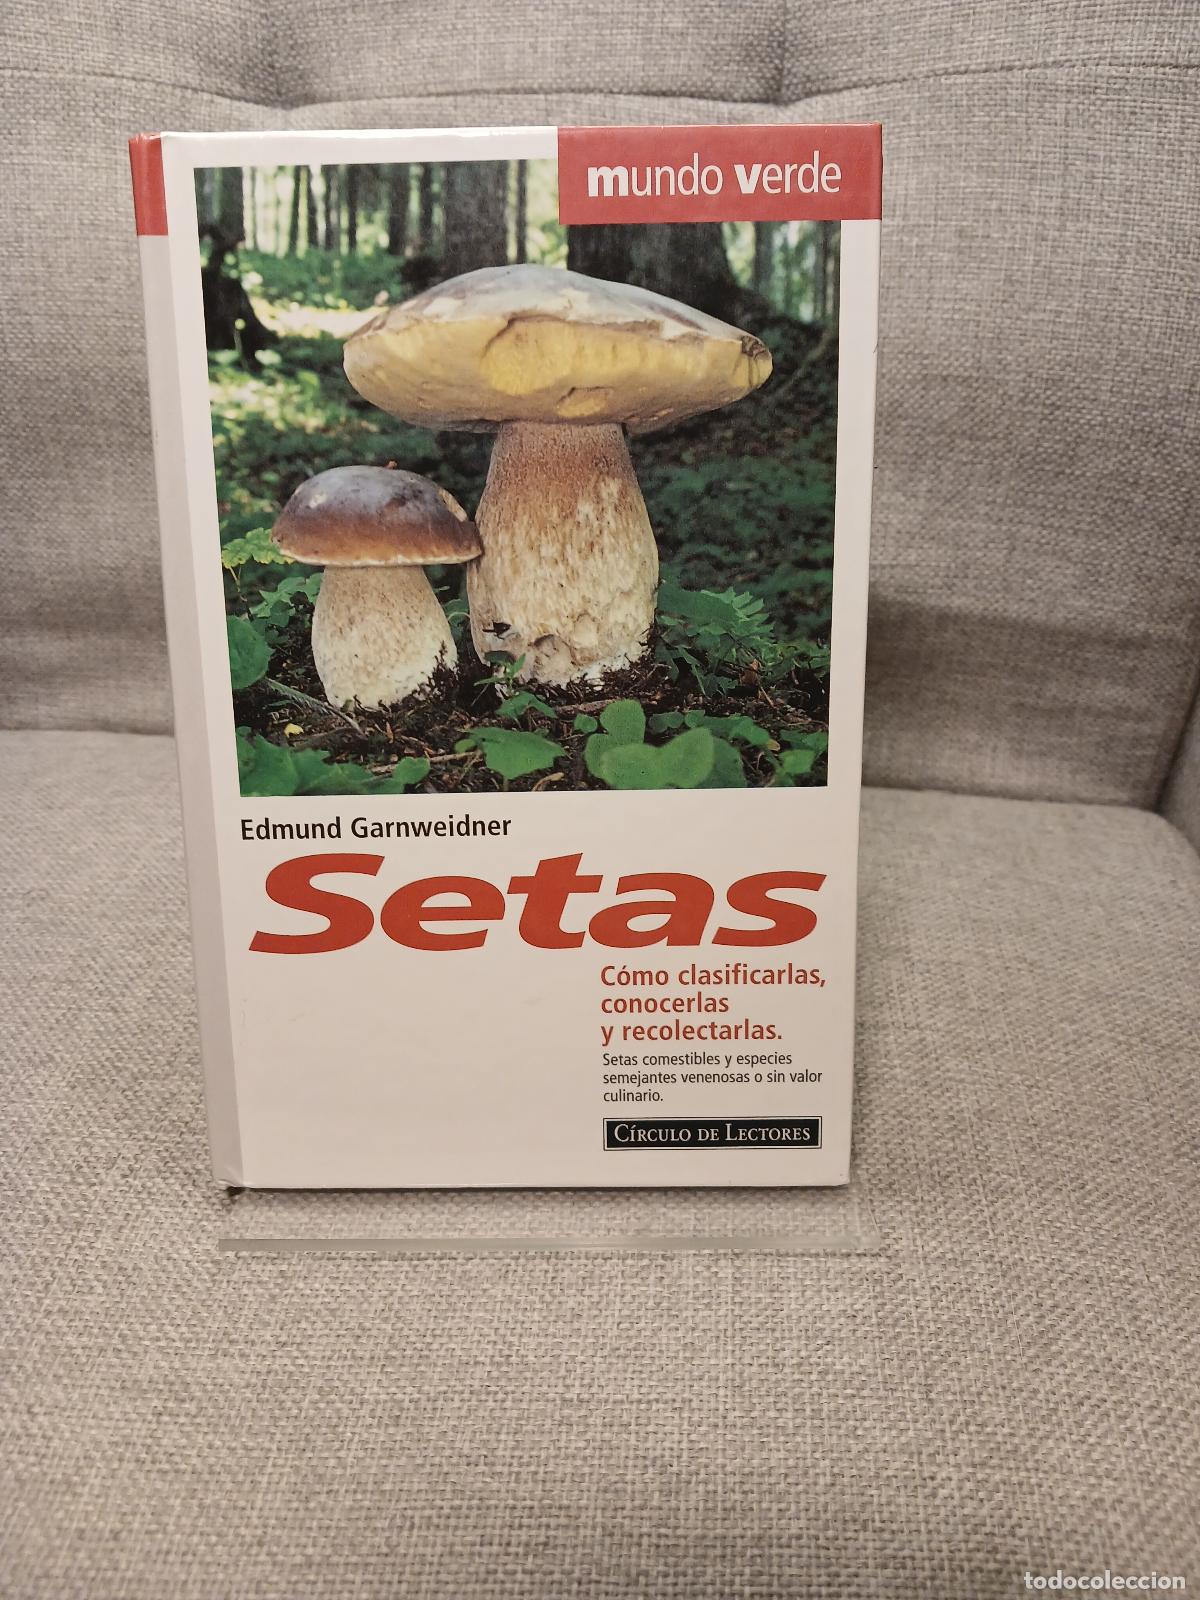 mundo verde
Edmund Garnweidner
Setas
Cómo clasificarlas,
conocerlas
y recolectarlas.
Setas comestibles y especies
semejantes venenosas o sin valor
culinario.
CÍRCULO DE LECTORES
todocoleccion